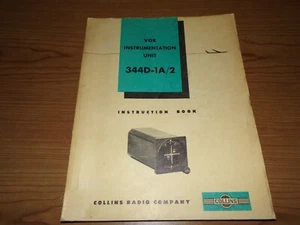 VOR
INSTRUMENTATION
UNIT
344D-1A/2
INSTRUCTION BOOK
COLLINS RADIO COMPANY
COLLINS